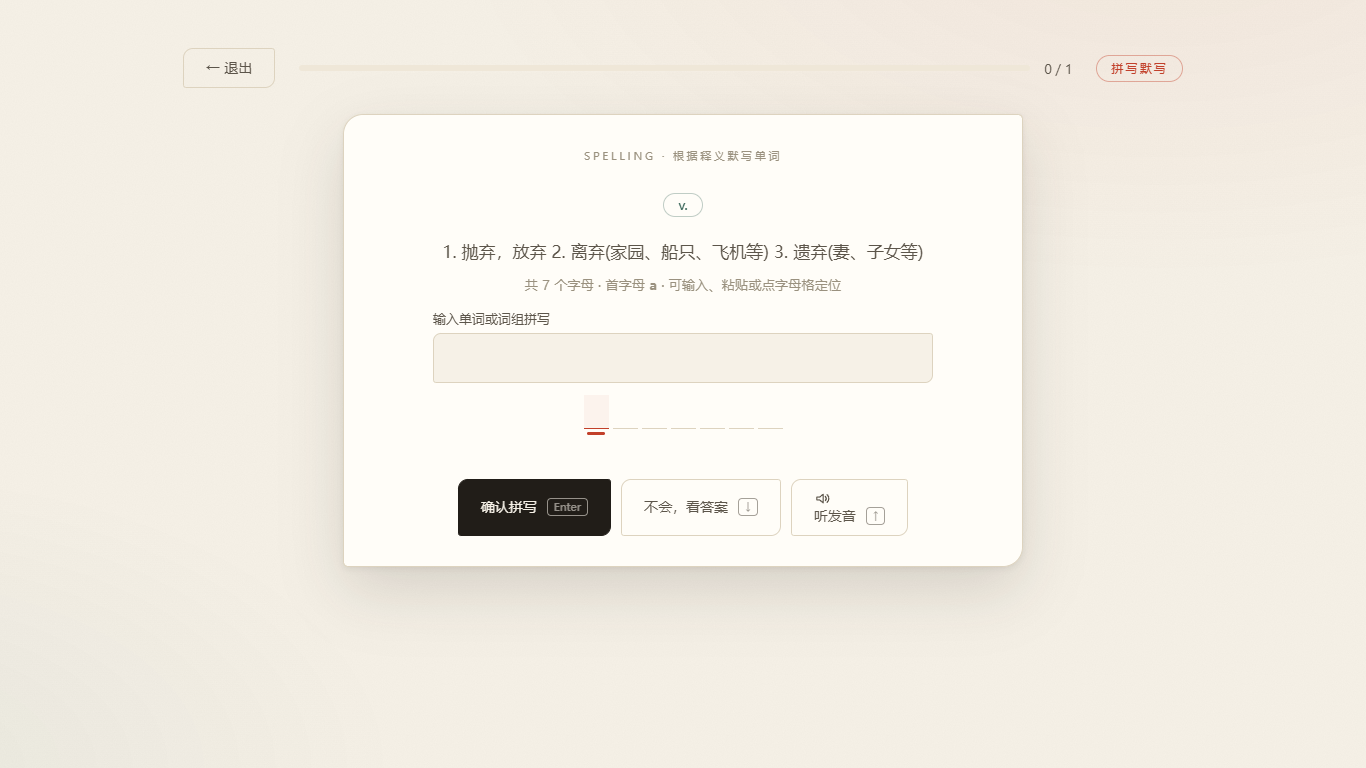 ← 退出
0 / 1
拼写默写
SPELLING · 根据释义默写单词
v.
1. 抛弃，放弃 2. 离弃(家园、船只、飞机等) 3. 遗弃(妻、子女等)
共 7 个字母 · 首字母 a · 可输入、粘贴或点字母格定位
输入单词或词组拼写
确认拼写 Enter
不会，看答案 ↓
听发音 ↑